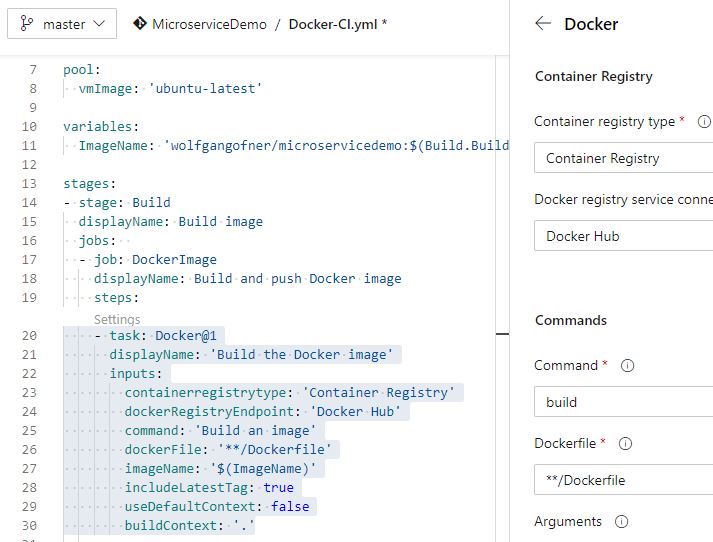 master
MicroserviceDemo / Docker-CI.yml *
7 pool:
8 vmImage: 'ubuntu-latest'
9
10 variables:
11 ImageName: 'wolfgangofner/microservicedemo:$(Build.Build
12
13 stages:
14 - stage: Build
15 displayName: Build image
16 jobs:
17 - job: DockerImage
18 displayName: Build and push Docker image
19 steps:
Settings
20 - task: Docker@1
21 displayName: 'Build the Docker image'
22 inputs:
23 containerregistrytype: 'Container Registry'
24 dockerRegistryEndpoint: 'Docker Hub'
25 command: 'Build an image'
26 dockerFile: '**/Dockerfile'
27 imageName: '$(ImageName)'
28 includeLatestTag: true
29 useDefaultContext: false
30 buildContext: '.'
Docker
Container Registry
Container registry type *
Container Registry
Docker registry service conne
Docker Hub
Commands
Command *
build
Dockerfile *
**/Dockerfile
Arguments